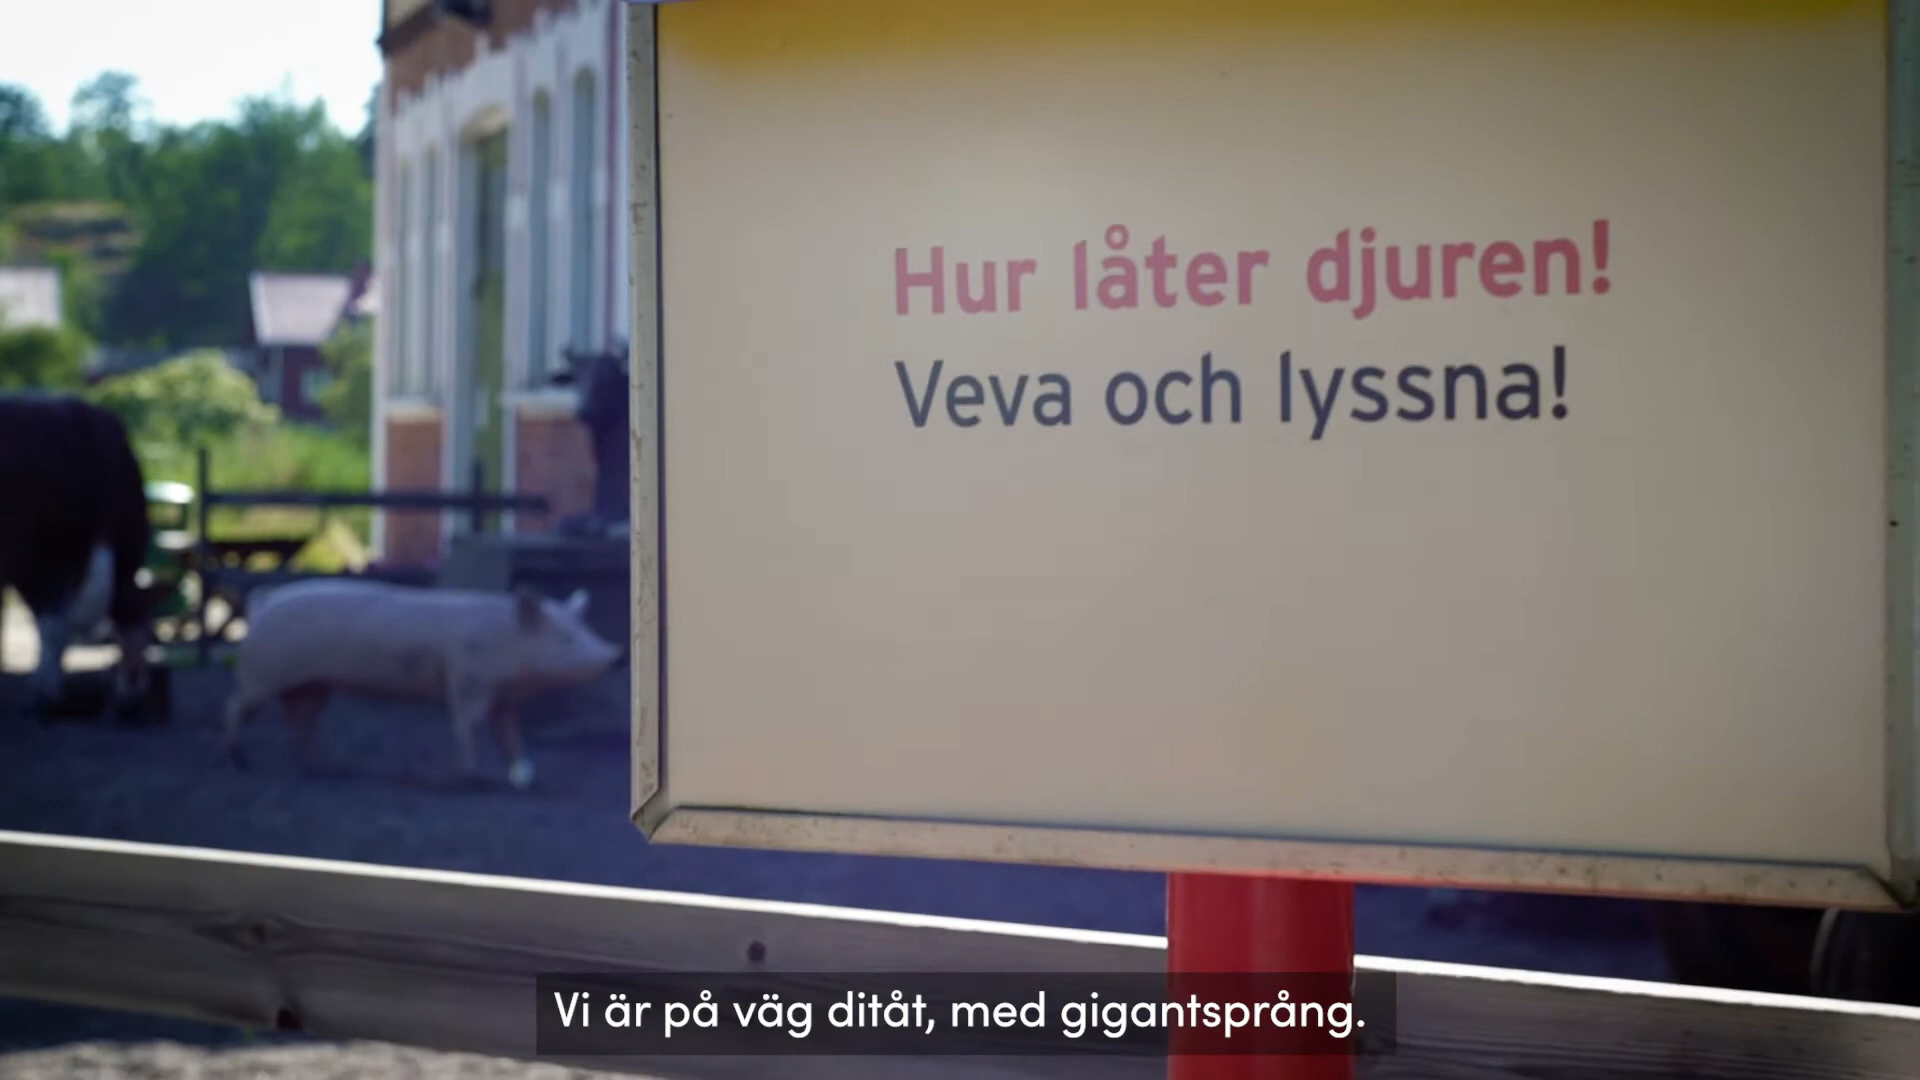 Hur låter djuren!
Veva och lyssna!
Vi är på väg ditåt, med gigantsprång.